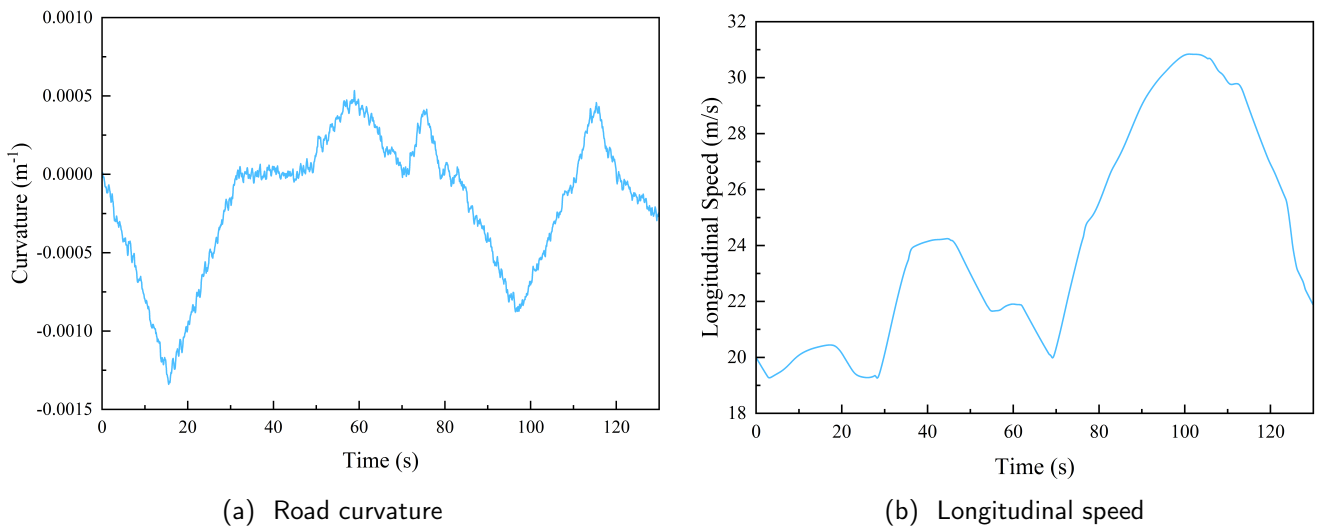 0.0010
0.0005
0.0000
-0.0005
-0.0010
-0.0015
Curvature (m⁻¹)
0 20 40 60 80 100 120
Time (s)
(a) Road curvature
32
30
28
26
24
22
20
18
Longitudinal Speed (m/s)
0 20 40 60 80 100 120
Time (s)
(b) Longitudinal speed